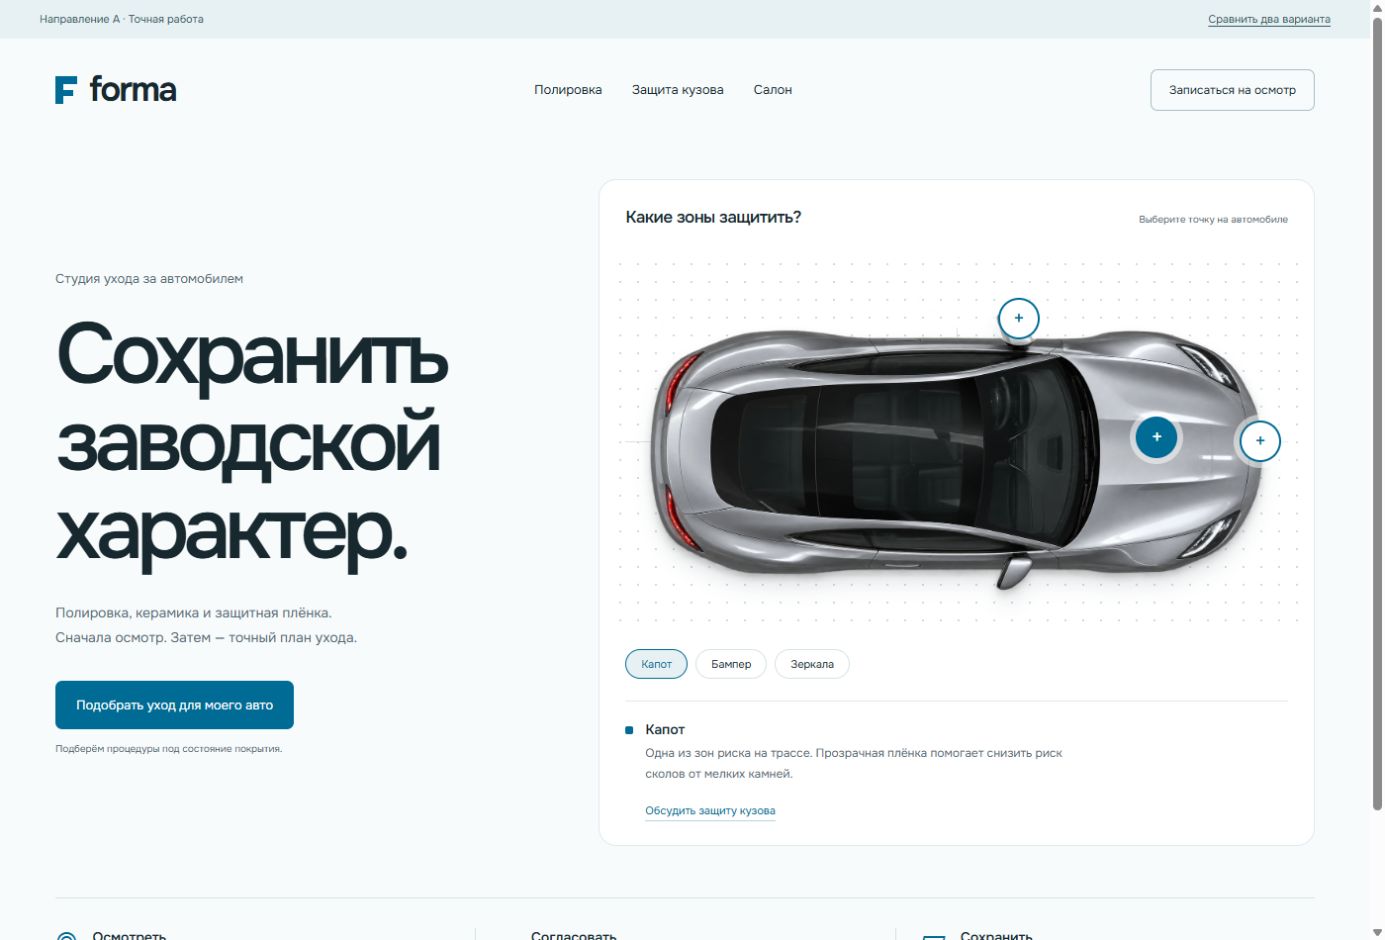 Направление А · Точная работа
Сравнить два варианта
F forma
Полировка
Защита кузова
Салон
Записаться на осмотр
Студия ухода за автомобилем
Сохранить
заводской
характер.
Полировка, керамика и защитная плёнка.
Сначала осмотр. Затем — точный план ухода.
Подобрать уход для моего авто
Подберём процедуры под состояние покрытия.
Какие зоны защитить?
Выберите точку на автомобиле
+
+
+
Капот
Бампер
Зеркала
Капот
Одна из зон риска на трассе. Прозрачная плёнка помогает снизить риск
сколов от мелких камней.
Обсудить защиту кузова
Осмотреть
Согласовать
Сохранить